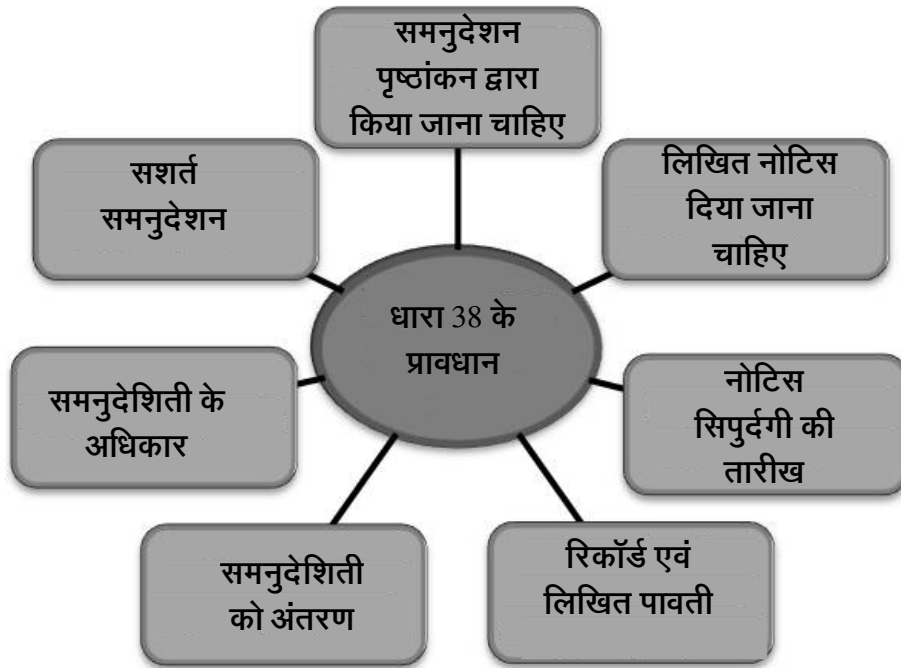 समनुदेशन
पृष्ठांकन द्वारा
किया जाना चाहिए
लिखित नोटिस
दिया जाना
चाहिए
नोटिस
सिपुर्दगी की
तारीख
रिकॉर्ड एवं
लिखित पावती
समनुदेशिती
को अंतरण
समनुदेशिती के
अधिकार
सशर्त
समनुदेशन
धारा 38 के
प्रावधान